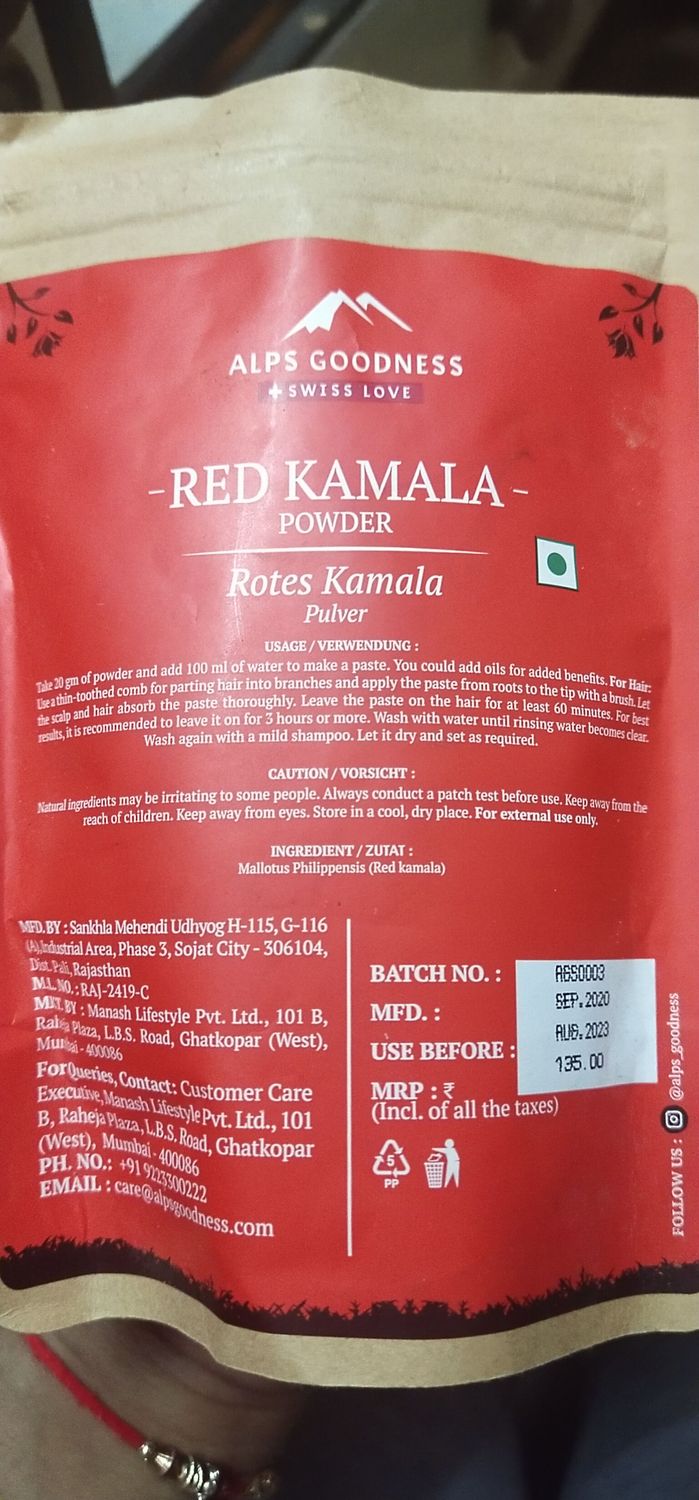 ALPS GOODNESS
+ SWISS LOVE
-RED KAMALA-
POWDER
Rotes Kamala
Pulver
USAGE / VERWENDUNG :
Take 20 gm of powder and add 100 ml of water to make a paste. You could add oils for added benefits. For Hair:
Use a thin-toothed comb for parting hair into branches and apply the paste from roots to the tip with a brush. Let
the scalp and hair absorb the paste thoroughly. Leave the paste on the hair for at least 60 minutes. For best
results, it is recommended to leave it on for 3 hours or more. Wash with water until rinsing water becomes clear.
Wash again with a mild shampoo. Let it dry and set as required.
CAUTION / VORSICHT :
Natural ingredients may be irritating to some people. Always conduct a patch test before use. Keep away from the
reach of children. Keep away from eyes. Store in a cool, dry place. For external use only.
INGREDIENT / ZUTAT :
Mallotus Philippensis (Red kamala)
MFD. BY : Sankhla Mehendi Udhyog H-115, G-116
(A), Industrial Area, Phase 3, Sojat City - 306104,
Dist. Pali, Rajasthan
M.L. NO. : RAJ-2419-C
MKT. BY : Manash Lifestyle Pvt. Ltd., 101 B,
Raheja Plaza, L.B.S. Road, Ghatkopar (West),
Mumbai - 400086
For Queries, Contact: Customer Care
Executive, Manash Lifestyle Pvt. Ltd., 101
B, Raheja Plaza, L.B.S. Road, Ghatkopar
(West), Mumbai - 400086
PH. NO.: +91 9223300222
EMAIL : care@alpsgoodness.com
BATCH NO. : AGS0003
MFD. : SEP. 2020
USE BEFORE : AUG. 2023
MRP : ₹ 135.00
(Incl. of all the taxes)
5
PP
FOLLOW US : @alps_goodness